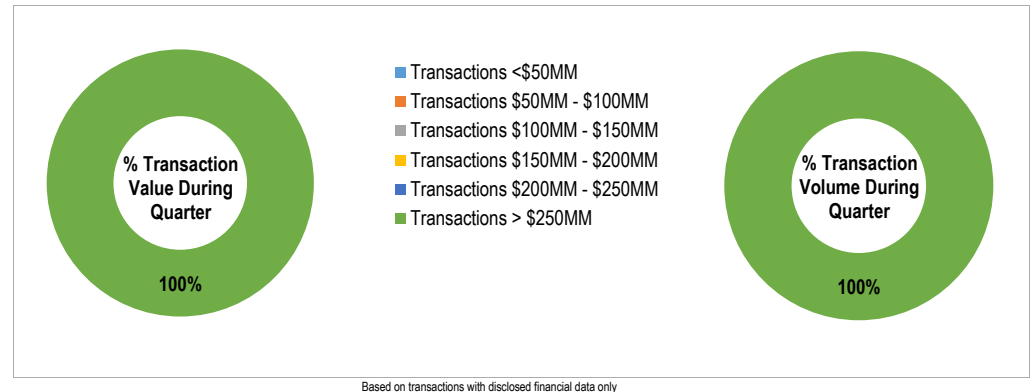 % Transaction
Value During
Quarter
100%
Transactions <$50MM
Transactions $50MM - $100MM
Transactions $100MM - $150MM
Transactions $150MM - $200MM
Transactions $200MM - $250MM
Transactions > $250MM
% Transaction
Volume During
Quarter
100%
Based on transactions with disclosed financial data only